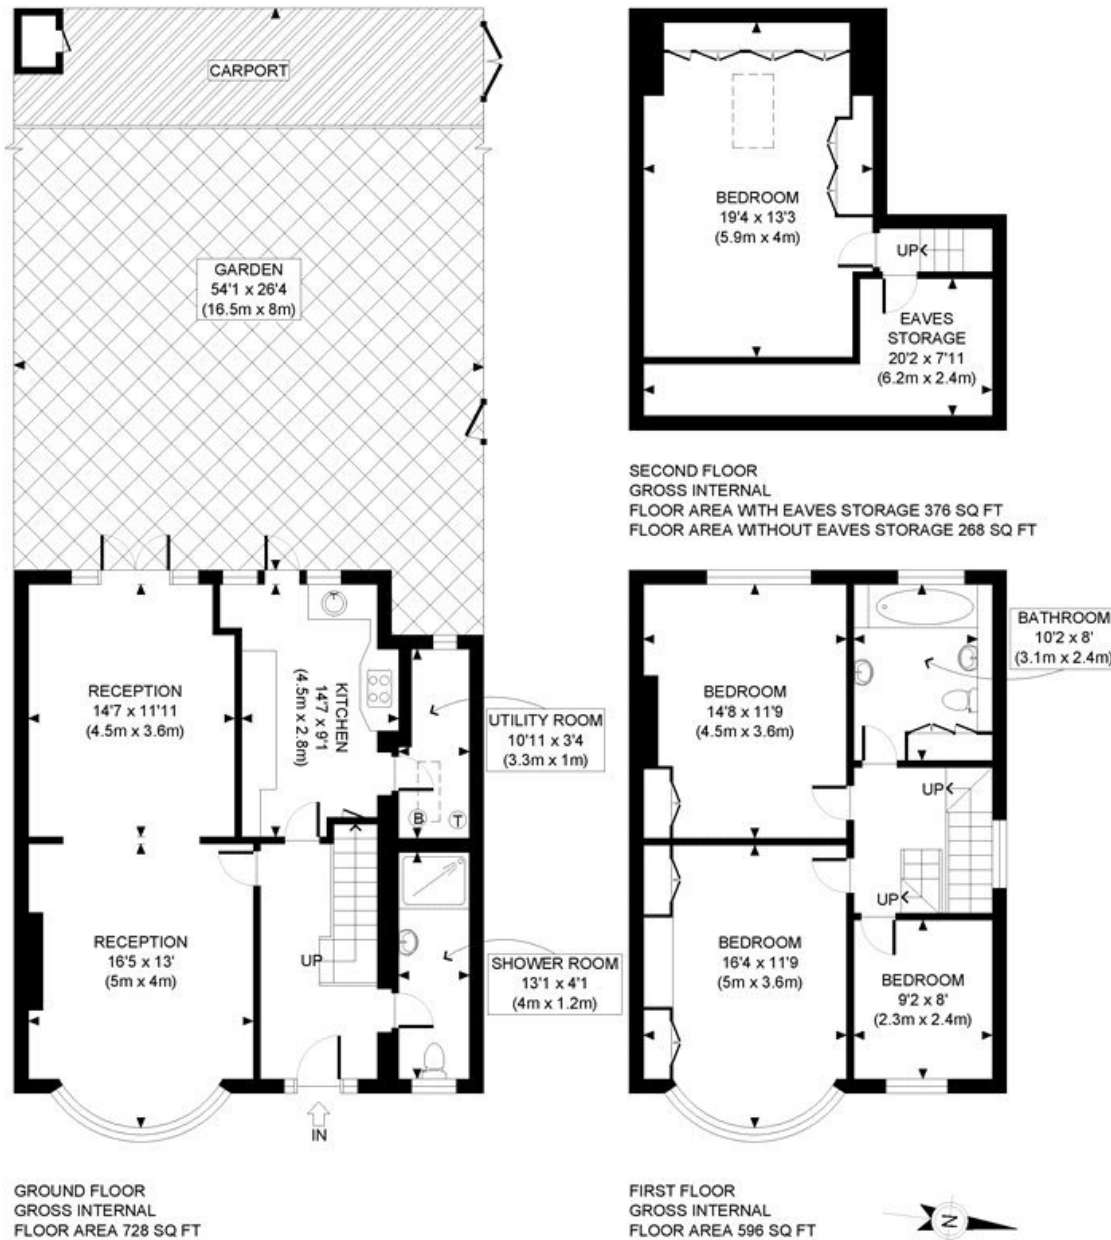 CARPORT
GARDEN
54'1 x 26'4
(16.5m x 8m)
BEDROOM
19'4 x 13'3
(5.9m x 4m)
UP
EAVES
STORAGE
20'2 x 7'11
(6.2m x 2.4m)
SECOND FLOOR
GROSS INTERNAL
FLOOR AREA WITH EAVES STORAGE 376 SQ FT
FLOOR AREA WITHOUT EAVES STORAGE 268 SQ FT
RECEPTION
14'7 x 11'11
(4.5m x 3.6m)
KITCHEN
14'7 x 9'1
(4.5m x 2.8m)
UTILITY ROOM
10'11 x 3'4
(3.3m x 1m)
B
T
RECEPTION
16'5 x 13'
(5m x 4m)
UP
SHOWER ROOM
13'1 x 4'1
(4m x 1.2m)
IN
GROUND FLOOR
GROSS INTERNAL
FLOOR AREA 728 SQ FT
BEDROOM
14'8 x 11'9
(4.5m x 3.6m)
BATHROOM
10'2 x 8'
(3.1m x 2.4m)
UP
UP
BEDROOM
16'4 x 11'9
(5m x 3.6m)
BEDROOM
9'2 x 8'
(2.3m x 2.4m)
FIRST FLOOR
GROSS INTERNAL
FLOOR AREA 596 SQ FT
N